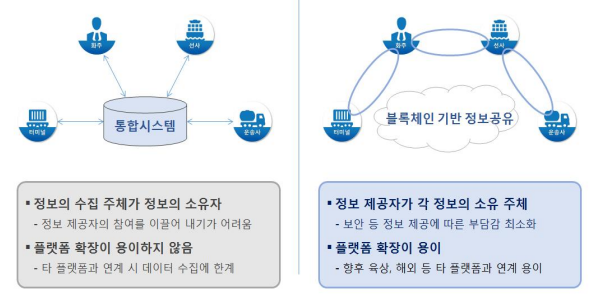 화주
선사
통합시스템
터미널
운송사
▪ 정보의 수집 주체가 정보의 소유자
- 정보 제공자의 참여를 이끌어 내기가 어려움
▪ 플랫폼 확장이 용이하지 않음
- 타 플랫폼과 연계 시 데이터 수집에 한계
화주
선사
블록체인 기반 정보공유
터미널
운송사
▪ 정보 제공자가 각 정보의 소유 주체
- 보안 등 정보 제공에 따른 부담감 최소화
▪ 플랫폼 확장이 용이
- 향후 육상, 해외 등 타 플랫폼과 연계 용이